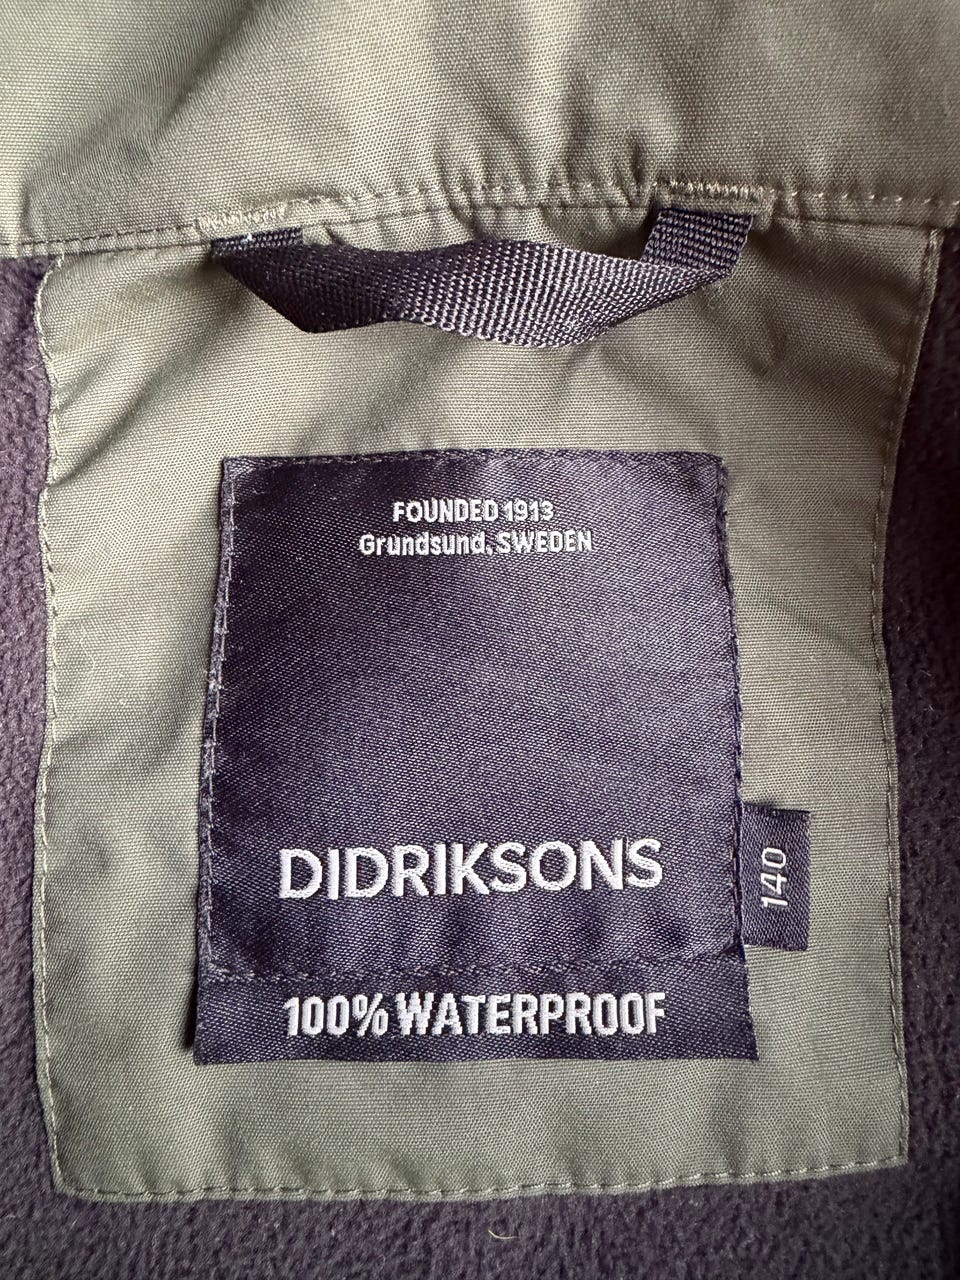 FOUNDED 1913
Grundsund, SWEDEN
DIDRIKSONS
140
100% WATERPROOF